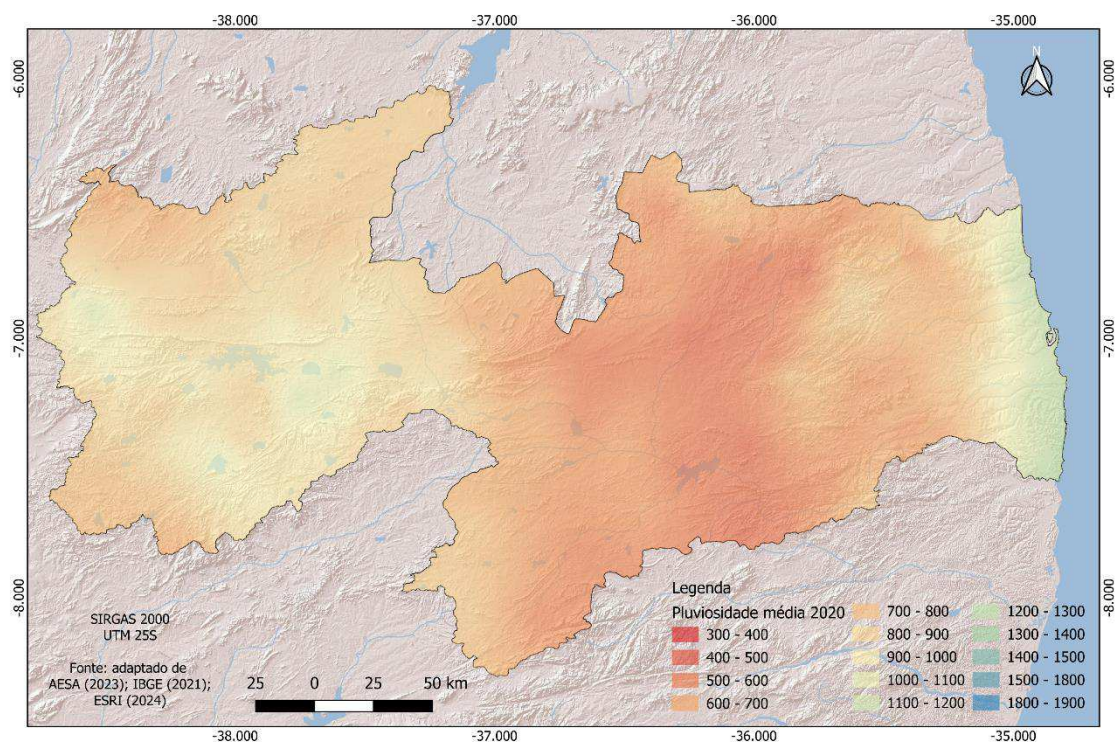 -38.000 -37.000 -36.000 -35.000
-6.000 -6.000
N
-7.000 -7.000
-8.000 -8.000
Legenda
Pluviosidade média 2020
300 - 400
400 - 500
500 - 600
600 - 700
700 - 800
800 - 900
900 - 1000
1000 - 1100
1100 - 1200
1200 - 1300
1300 - 1400
1400 - 1500
1500 - 1800
1800 - 1900
SIRGAS 2000
UTM 25S
Fonte: adaptado de
AESA (2023); IBGE (2021);
ESRI (2024)
25 0 25 50 km
-38.000 -37.000 -36.000 -35.000